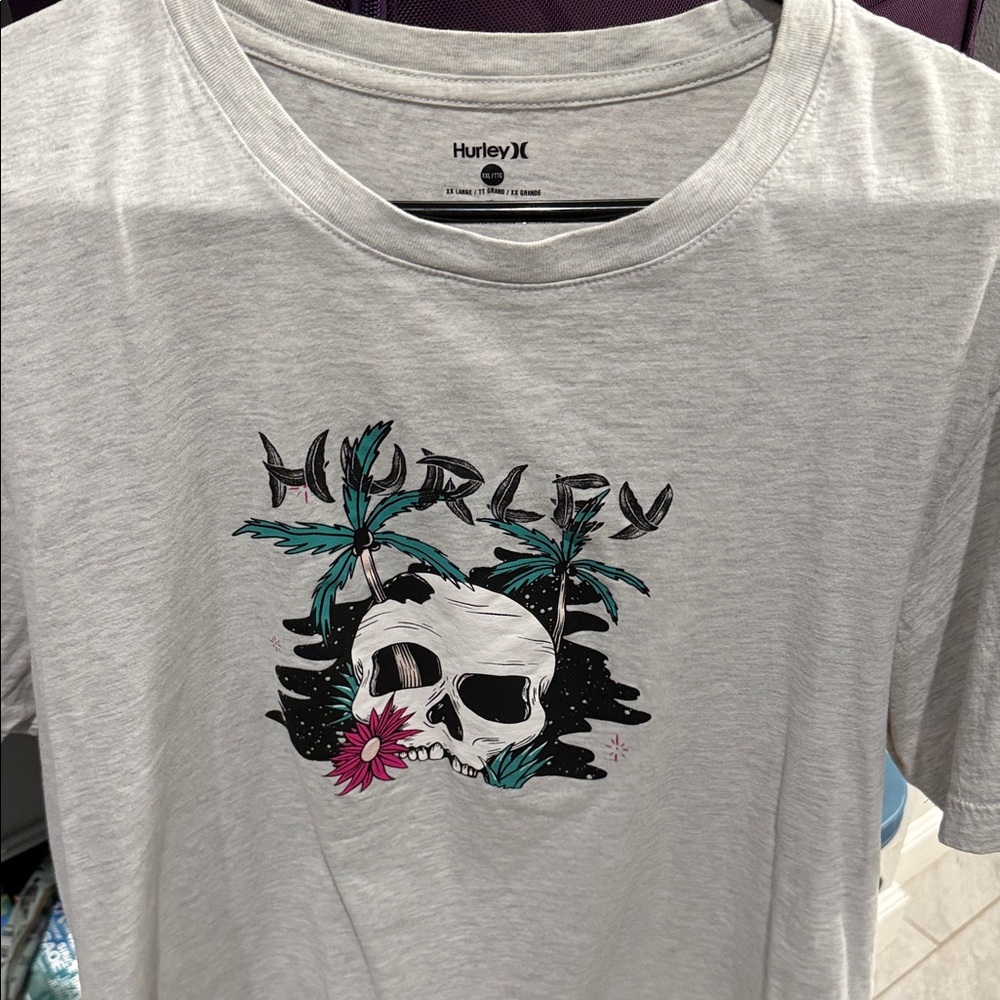 Hurley
XXL/TTG
XX LARGE / TT GRAND / XX GRANDE
HURLEY